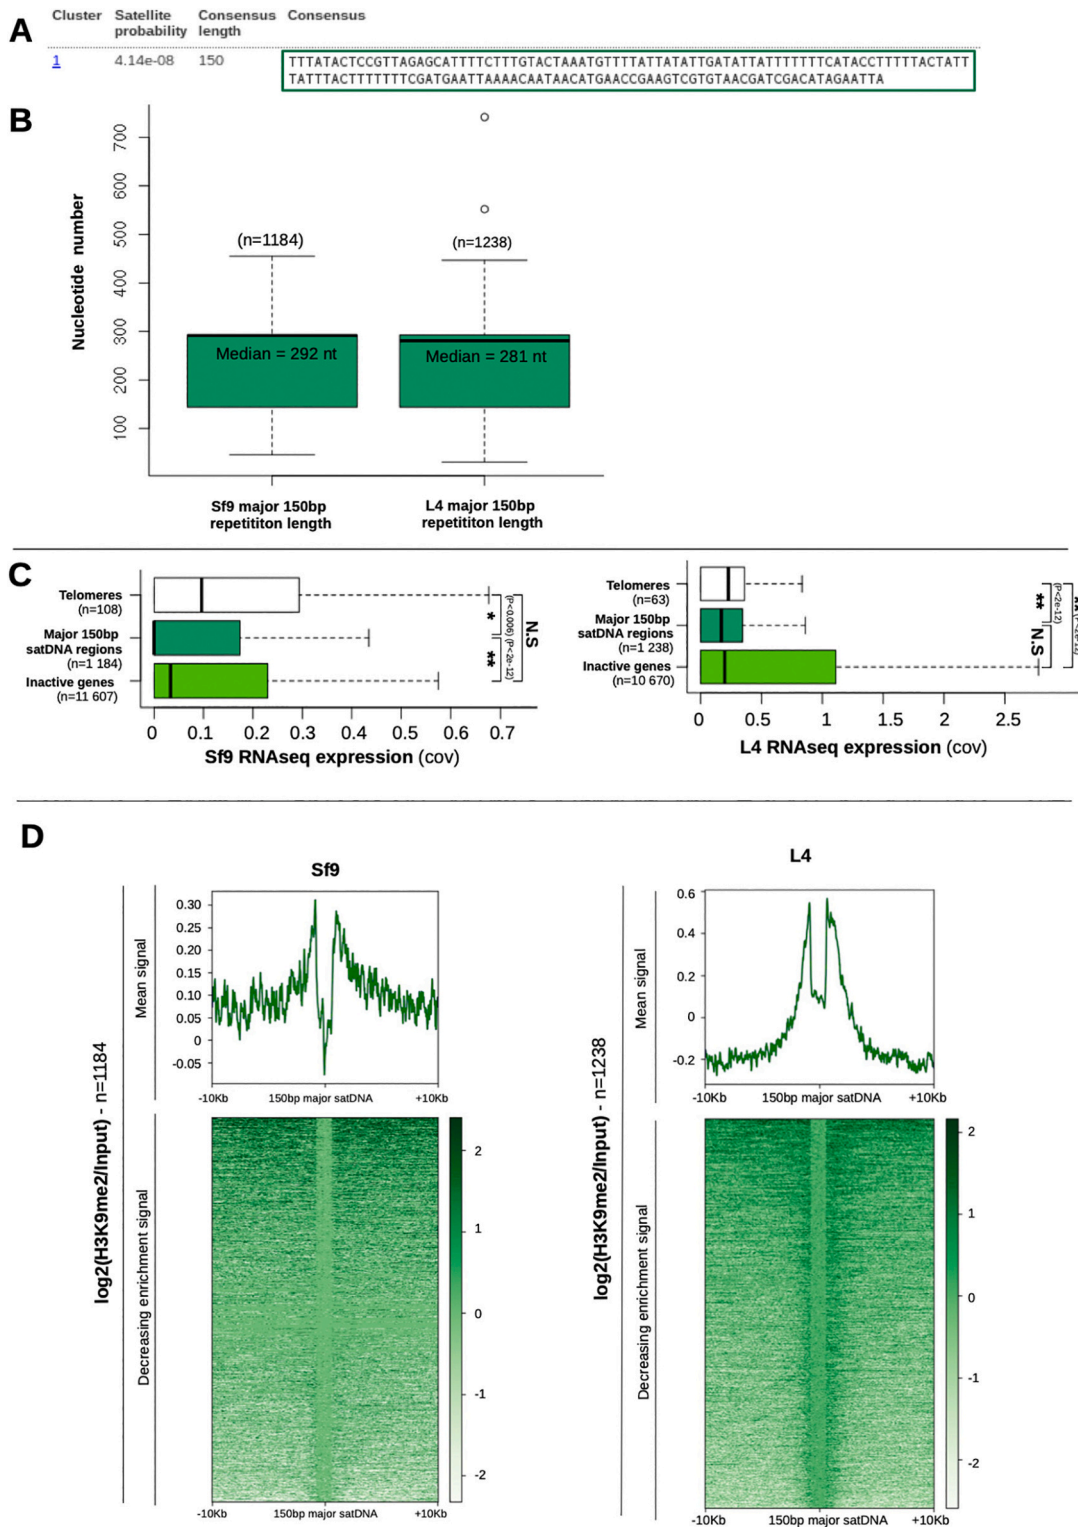 A
Cluster Satellite probability Consensus length Consensus
1 4.14e-08 150
TTTATACTCCGTTAGAGCATTTTCTTTGTACTAAATGTTTTATTATATTGATATTATTTTTTTCATACCTTTTTACTATT
TATTTACTTTTTTTCGATGAATTAAAACAATAACATGAACCGAAGTCGTGTAACGATCGACATAGAATTA
B
Nucleotide number
700
600
500
400
300
200
100
(n=1184)
(n=1238)
Median = 292 nt
Median = 281 nt
Sf9 major 150bp
repetititon length
L4 major 150bp
repetititon length
C
Telomeres
(n=108)
Major 150bp
satDNA regions
(n=1 184)
Inactive genes
(n=11 607)
*
(P<0.006)
**
(P<2e-12)
N.S
0 0.1 0.2 0.3 0.4 0.5 0.6 0.7
Sf9 RNAseq expression (cov)
Telomeres
(n=63)
Major 150bp
satDNA regions
(n=1 238)
Inactive genes
(n=10 670)
**
(P<2e-12)
N.S
0 0.5 1 1.5 2 2.5
L4 RNAseq expression (cov)
D
Sf9
log2(H3K9me2/Input) - n=1184
Mean signal
0.30
0.25
0.20
0.15
0.10
0.05
0
-0.05
-10Kb 150bp major satDNA +10Kb
Decreasing enrichment signal
2
1
0
-1
-2
-10Kb 150bp major satDNA +10Kb
L4
log2(H3K9me2/Input) - n=1238
Mean signal
0.6
0.4
0.2
0
-0.2
-10Kb 150bp major satDNA +10Kb
Decreasing enrichment signal
2
1
0
-1
-2
-10Kb 150bp major satDNA +10Kb